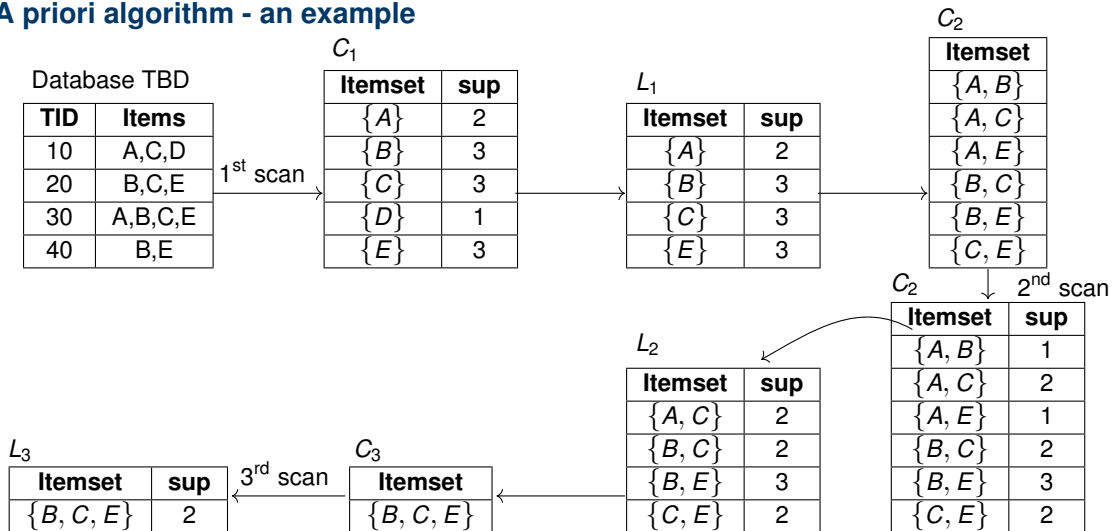 A priori algorithm - an example
Database TBD
TID Items
10 A,C,D
20 B,C,E
30 A,B,C,E
40 B,E
1st scan
C1
Itemset sup
{A} 2
{B} 3
{C} 3
{D} 1
{E} 3
L1
Itemset sup
{A} 2
{B} 3
{C} 3
{E} 3
C2
Itemset
{A, B}
{A, C}
{A, E}
{B, C}
{B, E}
{C, E}
2nd scan
C2
Itemset sup
{A, B} 1
{A, C} 2
{A, E} 1
{B, C} 2
{B, E} 3
{C, E} 2
L2
Itemset sup
{A, C} 2
{B, C} 2
{B, E} 3
{C, E} 2
C3
Itemset
{B, C, E}
3rd scan
L3
Itemset sup
{B, C, E} 2